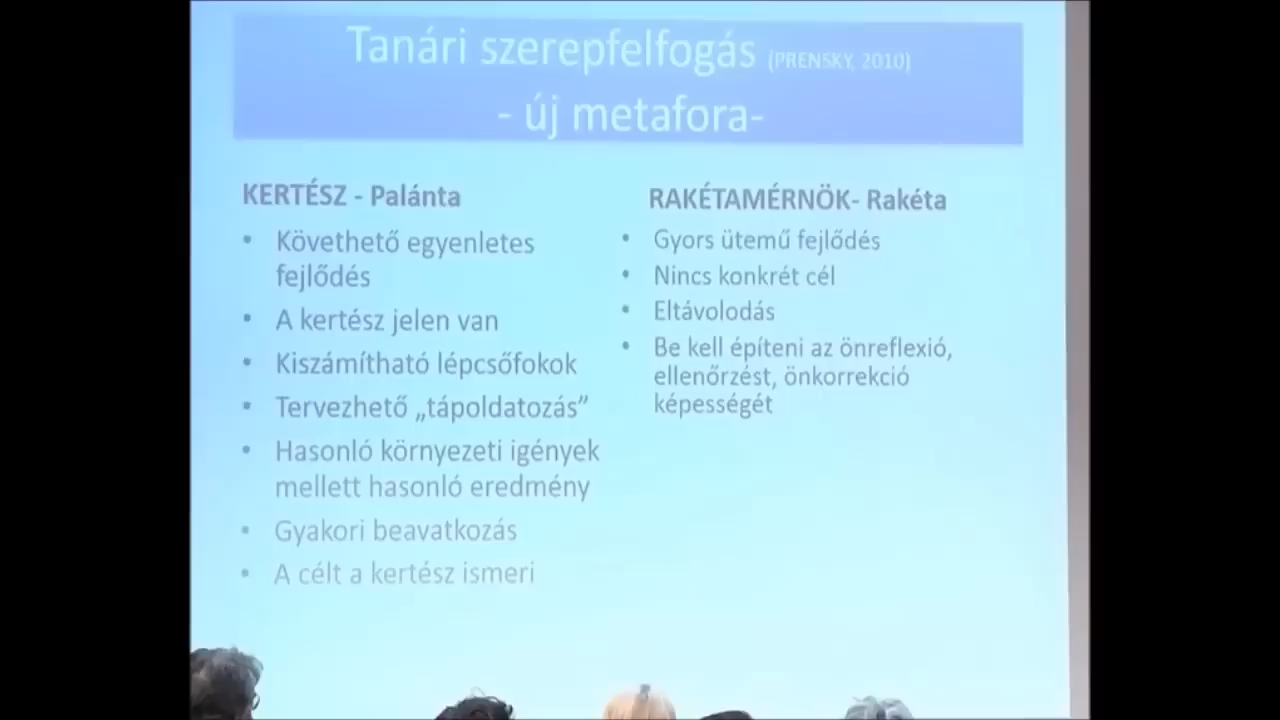 Tanári szerepfelfogás (PRENSKY, 2010)
- új metafora-
KERTÉSZ - Palánta
• Követhető egyenletes
fejlődés
• A kertész jelen van
• Kiszámítható lépcsőfokok
• Tervezhető „tápoldatozás”
• Hasonló környezeti igények
mellett hasonló eredmény
• Gyakori beavatkozás
• A célt a kertész ismeri
RAKÉTAMÉRNÖK- Rakéta
• Gyors ütemű fejlődés
• Nincs konkrét cél
• Eltávolodás
• Be kell építeni az önreflexió,
ellenőrzést, önkorrekció
képességét